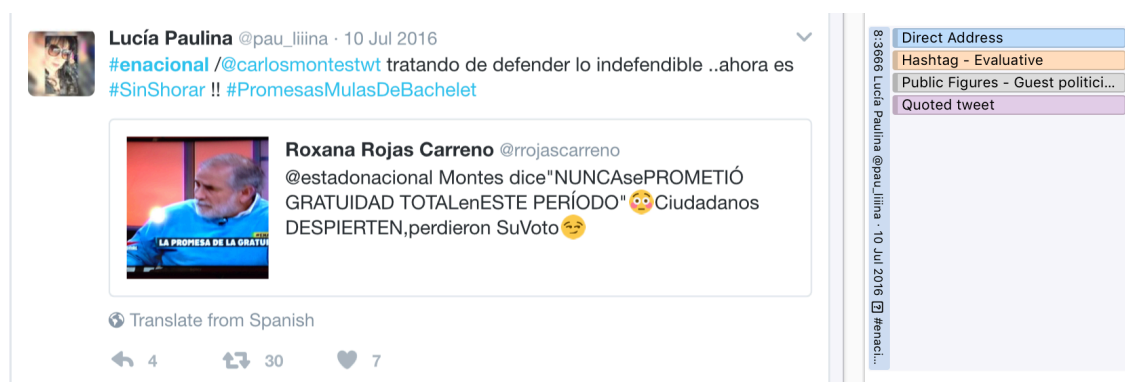 Lucía Paulina @pau_liiina · 10 Jul 2016
#enacional /@carlosmontestwt tratando de defender lo indefendible ..ahora es
#SinShorar !! #PromesasMulasDeBachelet
Roxana Rojas Carreno @rrojascarreno
@estadonacional Montes dice"NUNCAsePROMETIÓ
GRATUIDAD TOTALenESTE PERÍODO"😳Ciudadanos
DESPIERTEN,perdieron SuVoto😏
LA PROMESA DE LA GRATUI
Translate from Spanish
4 30 7
8:3666 Lucía Paulina @pau_liiina · 10 Jul 2016 ⍰ #enaci...
Direct Address
Hashtag - Evaluative
Public Figures - Guest politici...
Quoted tweet